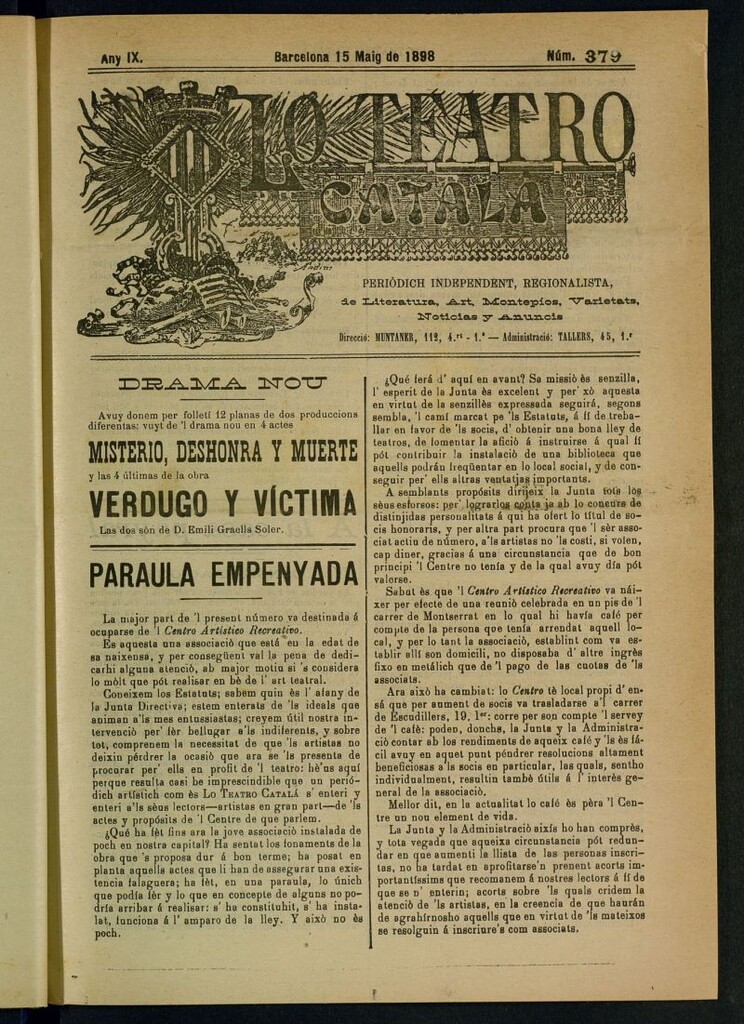 Any IX.
Barcelona 15 Maig de 1898
Núm. 379
LO TEATRO
CATALÁ
PERIÒDICH INDEPENDENT, REGIONALISTA,
de Literatura, Art, Montepíos, Varietats,
Noticias y Anuncis
Direcció: MUNTANER, 112, 4.rt - 1.ª — Administració: TALLERS, 45, 1.º
DRAMA NOU
Avuy donem per folletí 12 planas de dos produccions
diferentas: vuyt de 'l drama nou en 4 actes
MISTERIO, DESHONRA Y MUERTE
y las 4 últimas de la obra
VERDUGO Y VÍCTIMA
Las dos són de D. Emili Graells Soler.
PARAULA EMPENYADA
La major part de 'l present número va destinada á
ocuparse de 'l Centro Artístico Recreativo.
Es aquesta una associació que está en la edat de
sa naixensa, y per consegüent val la pena de dedi-
carhi alguna atenció, ab major motiu si 's considera
lo mòlt que pót realisar en bè de l' art teatral.
Coneixem los Estatuts; sabem quín ès l' afany de
la Junta Directiva; estem enterats de 'ls ideals que
animan a'ls mes entussiastas; creyem útil nostra in-
tervenció per fèr bellugar a'ls indiferents, y sobre
tot, comprenem la necesitat de que 'ls artistas no
deixin pérdrer la ocasió que ara se 'ls presenta de
procurar per' ells en profit de 'l teatro: hè'us aquí
perque resulta casi be imprescindible que un perió-
dich artístich com ès Lo Teatro Catalá s' enteri y
enteri a'ls sèus lectors—artistas en gran part—de 'ls
actes y propòsits de 'l Centre de que parlem.
¿Qué ha fèt fins ara la jove associació instalada de
poch en nostra capital? Ha sentat los fonaments de la
obra que 's proposa dur á bon terme; ha posat en
planta aquells actes que li han de assegurar una exis-
tencia falaguera; ha fèt, en una paraula, lo únich
que podía fèr y lo que en concepte de alguns no po-
dría arribar á realisar: s' ha constituhit, s' ha insta-
lat, funciona á l' amparo de la lley. Y aixó no ès
poch.
¿Qué ferá d' aquí en avant? Sa missió ès senzilla,
l' esperit de la Junta ès excelent y per' xò aquesta
en virtut de la senzillès expressada seguirá, segons
sembla, 'l camí marcat pe 'ls Estatuts, á fí de treba-
llar en favor de 'ls socis, d' obtenir una bona lley de
teatros, de fomentar la afició á instruirse á qual fí
pót contribuir la instalació de una biblioteca que
aquells podrán freqüentar en lo local social, y de con-
seguir per' ells altras ventatjas importants.
A semblants propósits dirijeix la Junta tots los
sèus esforsos: per' lograrlos conta ja ab lo concurs de
distinjidas personalitats á qui ha ofert lo títul de so-
cis honoraris, y per altra part procura que 'l sèr asso-
ciat actiu de número, a'ls artistas no 'ls costi, si volen,
cap diner, gracias á una circunstancia que de bon
principi 'l Centre no tenía y de la qual avuy día pót
valerse.
Sabut ès que 'l Centro Artístico Recreativo va nái-
xer per efecte de una reunió celebrada en un pis de 'l
carrer de Montserrat en lo qual hi havía café per
compte de la persona que tenía arrendat aquell lo-
cal, y per lo tant la associació, establint com va es-
tablir allí son domicili, no disposaba d' altre ingrés
fixo en metálich que de 'l pago de las cuotas de 'ls
associats.
Ara aixó ha cambiat: lo Centro tè local propi d' en-
sá que per aument de socis va trasladarse a'l carrer
de Escudillers, 19, 1er: corre per son compte 'l servey
de 'l café: poden, donchs, la Junta y la Administra-
ció contar ab los rendiments de aqueix café y 'ls ès fá-
cil avuy en aquet punt péndrer resolucions altament
beneficiosas a'ls socis en particular, las quals, sentho
individualment, resultin també útils á l' interès ge-
neral de la associació.
Mellor dit, en la actualitat lo café ès pèra 'l Cen-
tre un nou element de vida.
La Junta y la Administració aixís ho han comprès,
y tota vegada que aqueixa circunstancia pót redun-
dar en que aumenti la llista de las personas inscri-
tas, no ha tardat en aprofitarse'n prenent acorts im-
portantíssims que recomanem á nostres lectors á fí de
que se n' enterin; acorts sobre 'ls quals cridem la
atenció de 'ls artistas, en la creencia de que haurán
de agrahírnosho aquells que en virtut de 'ls mateixos
se resolguin á inscriure's com associats.